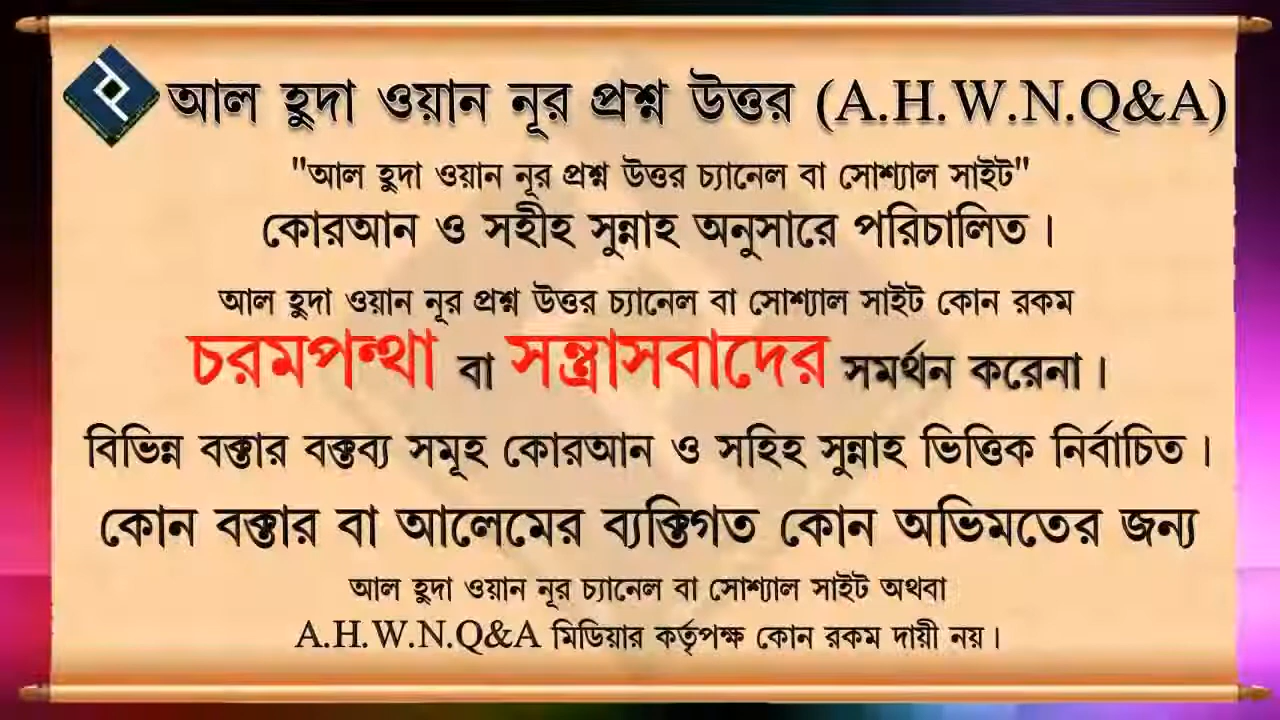 আল হুদা ওয়ান নূর প্রশ্ন উত্তর (A.H.W.N.Q&A)
"আল হুদা ওয়ান নূর প্রশ্ন উত্তর চ্যানেল বা সোশ্যাল সাইট"
কোরআন ও সহীহ সুন্নাহ অনুসারে পরিচালিত।
আল হুদা ওয়ান নূর প্রশ্ন উত্তর চ্যানেল বা সোশ্যাল সাইট কোন রকম
চরমপন্থা বা সন্ত্রাসবাদের সমর্থন করেনা।
বিভিন্ন বক্তার বক্তব্য সমূহ কোরআন ও সহিহ সুন্নাহ ভিত্তিক নির্বাচিত।
কোন বক্তার বা আলেমের ব্যক্তিগত কোন অভিমতের জন্য
আল হুদা ওয়ান নূর চ্যানেল বা সোশ্যাল সাইট অথবা
A.H.W.N.Q&A মিডিয়ার কর্তৃপক্ষ কোন রকম দায়ী নয়।